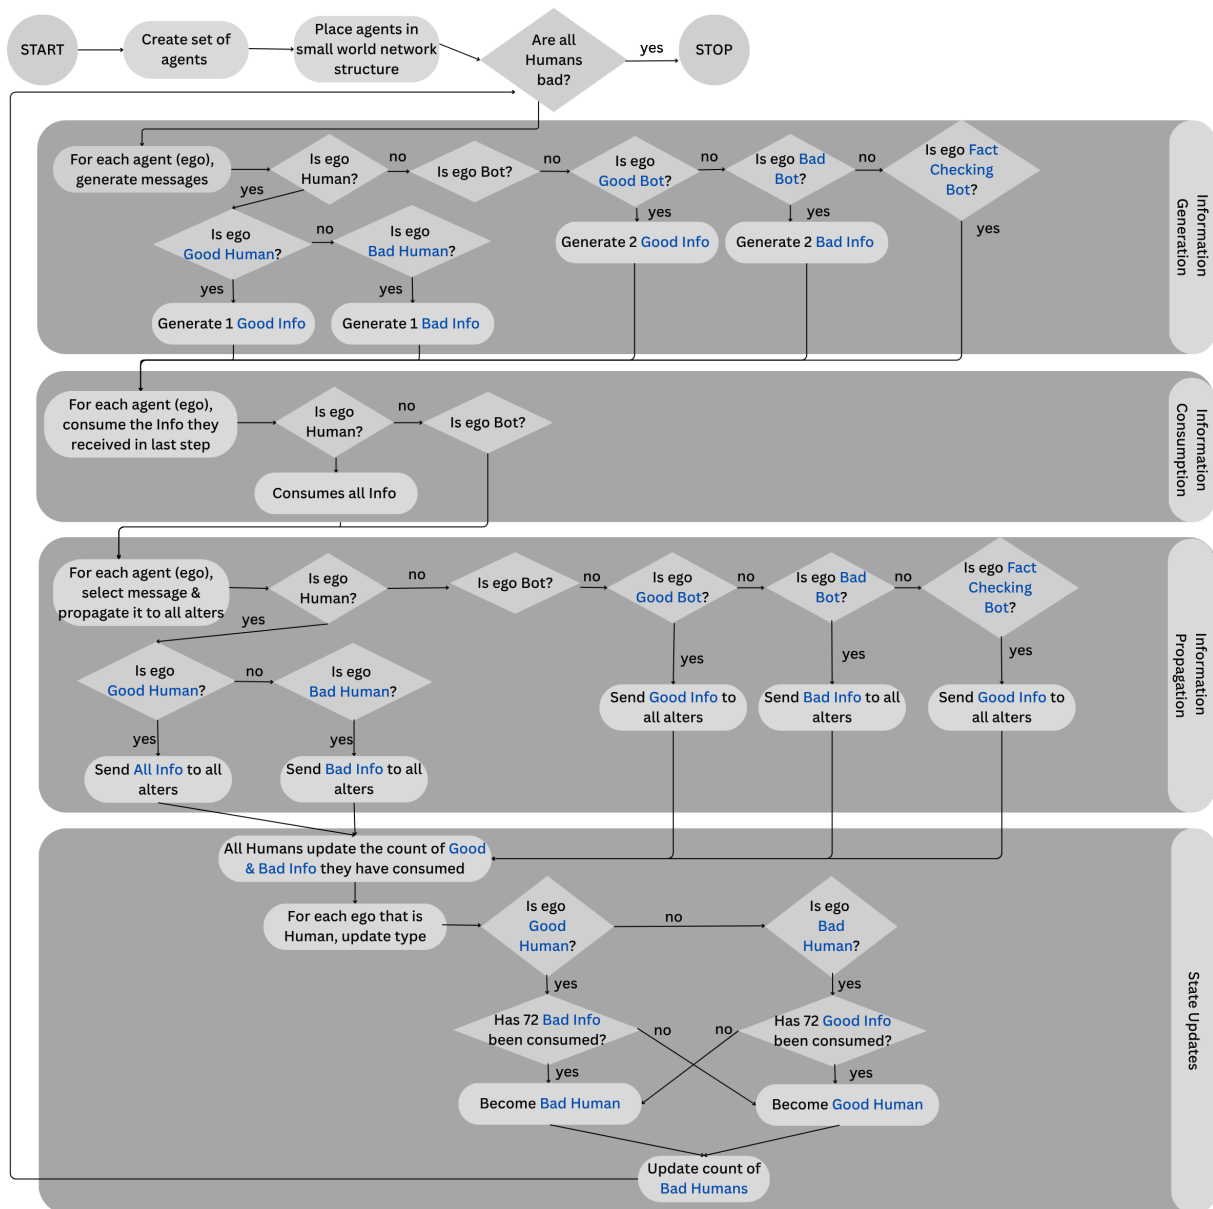 START
Create set of
agents
Place agents in
small world network
structure
Are all
Humans
bad?
yes
STOP
For each agent (ego),
generate messages
Is ego
Human?
no
Is ego Bot?
no
Is ego
Good Bot?
no
Is ego Bad
Bot?
no
Is ego Fact
Checking
Bot?
yes
yes
yes
yes
Is ego
Good Human?
no
Is ego
Bad Human?
Generate 2 Good Info
Generate 2 Bad Info
yes
yes
Generate 1 Good Info
Generate 1 Bad Info
Information
Generation
For each agent (ego),
consume the Info they
received in last step
Is ego
Human?
no
Is ego Bot?
Consumes all Info
Information
Consumption
For each agent (ego),
select message &
propagate it to all alters
Is ego
Human?
no
Is ego Bot?
no
Is ego
Good Bot?
no
Is ego Bad
Bot?
no
Is ego Fact
Checking
Bot?
yes
yes
yes
yes
Is ego
Good Human?
no
Is ego
Bad Human?
Send Good Info to
all alters
Send Bad Info to all
alters
Send Good Info to
all alters
yes
yes
Send All Info to all
alters
Send Bad Info to all
alters
Information
Propagation
All Humans update the count of Good
& Bad Info they have consumed
For each ego that is
Human, update type
Is ego
Good
Human?
no
Is ego
Bad
Human?
yes
yes
Has 72 Bad Info
been consumed?
no
no
Has 72 Good Info
been consumed?
yes
yes
Become Bad Human
Become Good Human
Update count of
Bad Humans
State Updates